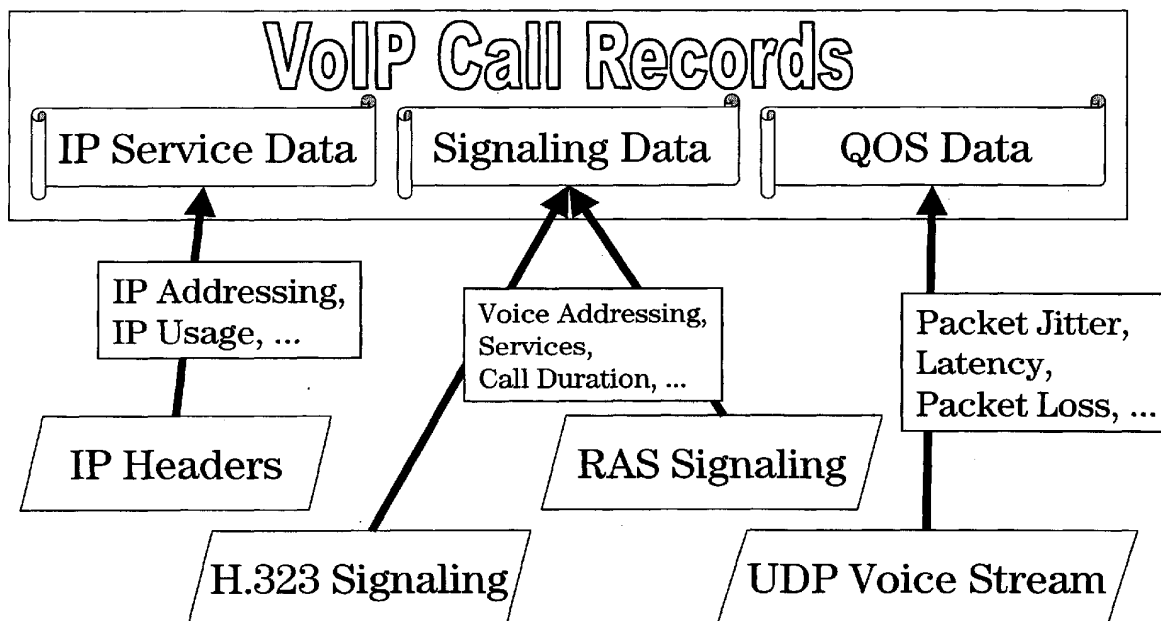 VoIP Call Records
IP Service Data
Signaling Data
QOS Data
IP Addressing,
IP Usage, ...
Voice Addressing,
Services,
Call Duration, ...
Packet Jitter,
Latency,
Packet Loss, ...
IP Headers
RAS Signaling
H.323 Signaling
UDP Voice Stream